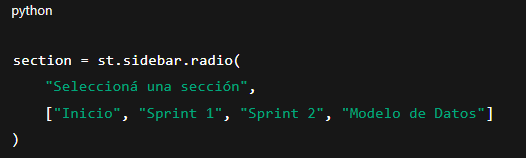 python
section = st.sidebar.radio(
    "Seleccioná una sección",
    ["Inicio", "Sprint 1", "Sprint 2", "Modelo de Datos"]
)